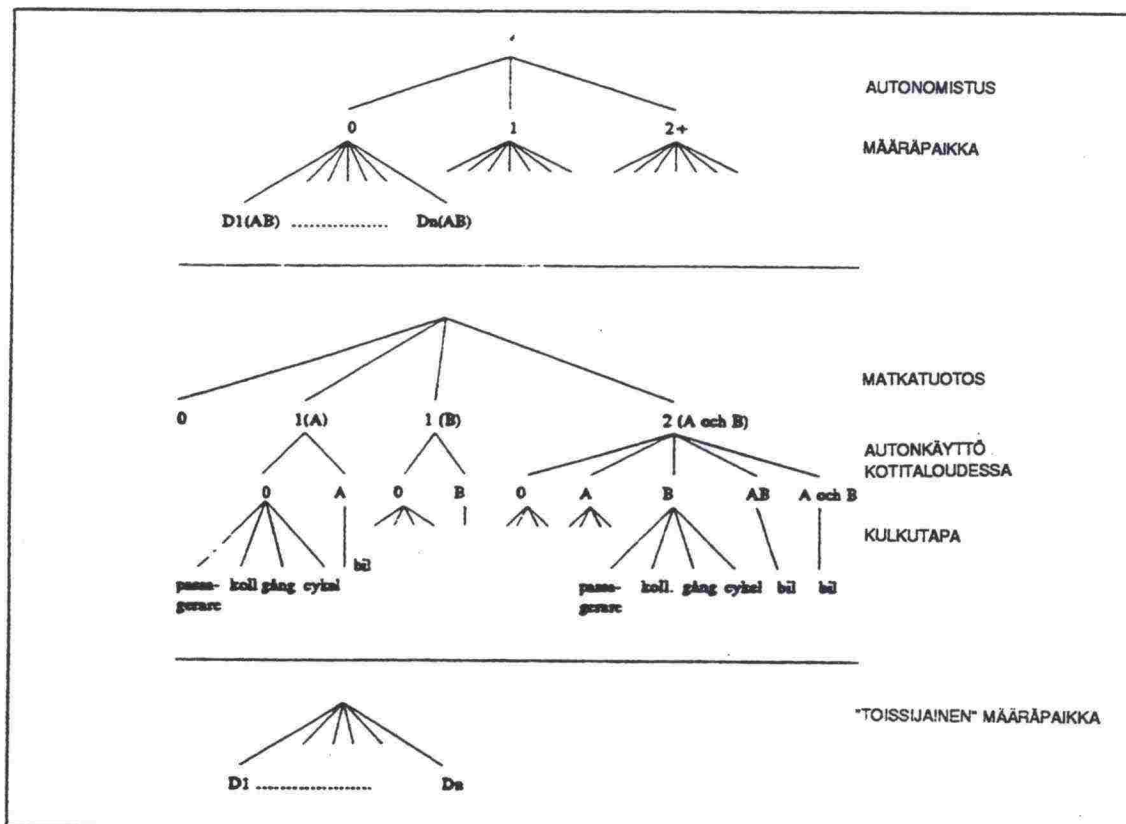 AUTONOMISTUS
0 1 2+
MÄÄRÄPAIKKA
D1(AB) .................. Dn(AB)
MATKATUOTOS
0 1(A) 1 (B) 2 (A och B)
AUTONKÄYTTÖ
KOTITALOUDESSA
0 A 0 B 0 A B AB A och B
KULKUTAPA
bil
passa- koll gång cykel passa- koll. gång cykel bil bil
gerare gerare
"TOISSIJAINEN" MÄÄRÄPAIKKA
D1 ..................... Dn